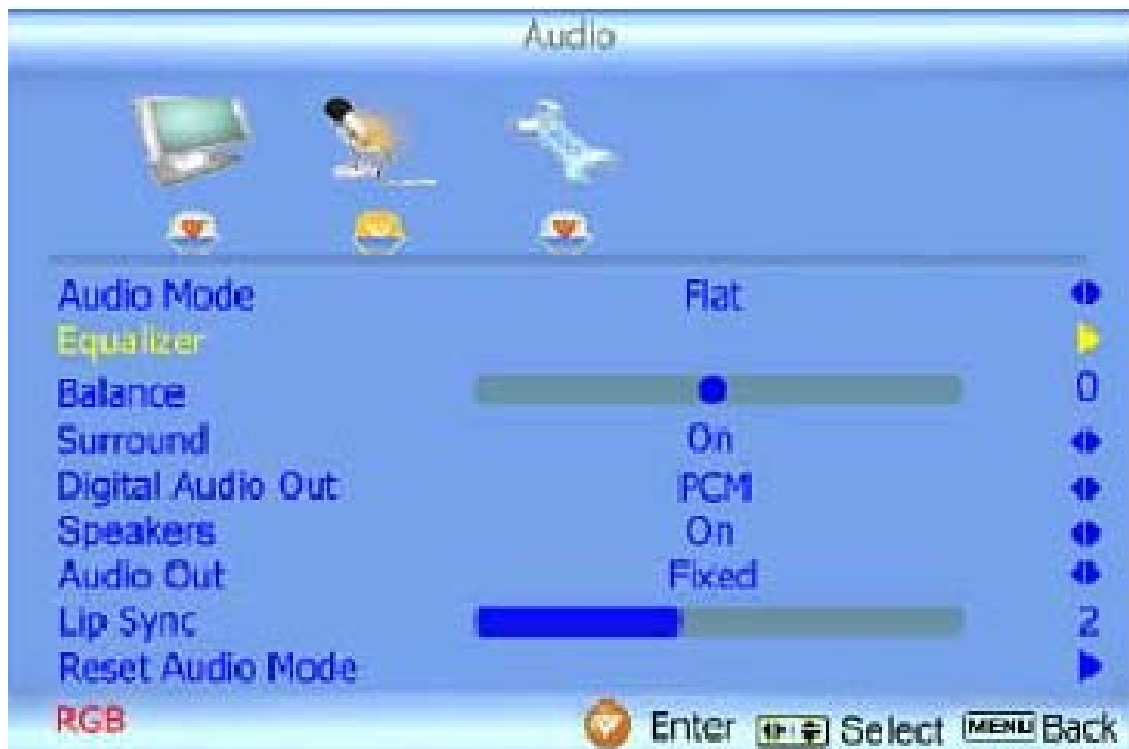 Audio
Audio Mode Flat
Equalizer
Balance 0
Surround On
Digital Audio Out PCM
Speakers On
Audio Out Fixed
Lip Sync 2
Reset Audio Mode
RGB Enter Select MENU Back